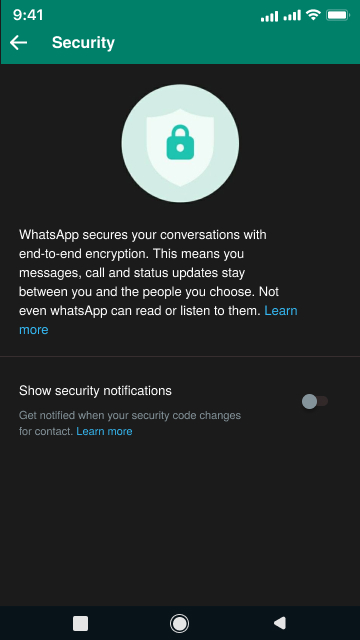 9:41
Security
WhatsApp secures your conversations with
end-to-end encryption. This means you
messages, call and status updates stay
between you and the people you choose. Not
even whatsApp can read or listen to them. Learn
more
Show security notifications
Get notified when your security code changes
for contact. Learn more